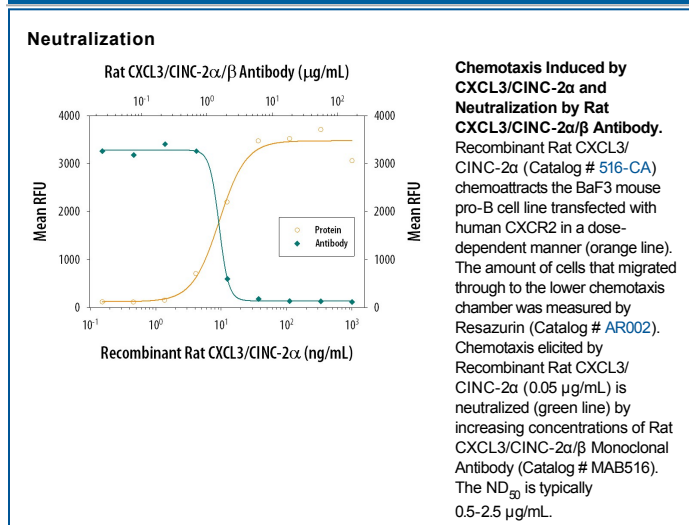 Neutralization
Rat CXCL3/CINC-2α/β Antibody (μg/mL)
10⁻¹ 10⁰ 10¹ 10²
4000 4000
3000 3000
2000 2000
1000 1000
0 0
Mean RFU
Mean RFU
Protein
Antibody
10⁻¹ 10⁰ 10¹ 10² 10³
Recombinant Rat CXCL3/CINC-2α (ng/mL)
Chemotaxis Induced by
CXCL3/CINC-2α and
Neutralization by Rat
CXCL3/CINC-2α/β Antibody.
Recombinant Rat CXCL3/
CINC-2α (Catalog # 516-CA)
chemoattracts the BaF3 mouse
pro-B cell line transfected with
human CXCR2 in a dose-
dependent manner (orange line).
The amount of cells that migrated
through to the lower chemotaxis
chamber was measured by
Resazurin (Catalog # AR002).
Chemotaxis elicited by
Recombinant Rat CXCL3/
CINC-2α (0.05 µg/mL) is
neutralized (green line) by
increasing concentrations of Rat
CXCL3/CINC-2α/β Monoclonal
Antibody (Catalog # MAB516).
The ND₅₀ is typically
0.5-2.5 µg/mL.